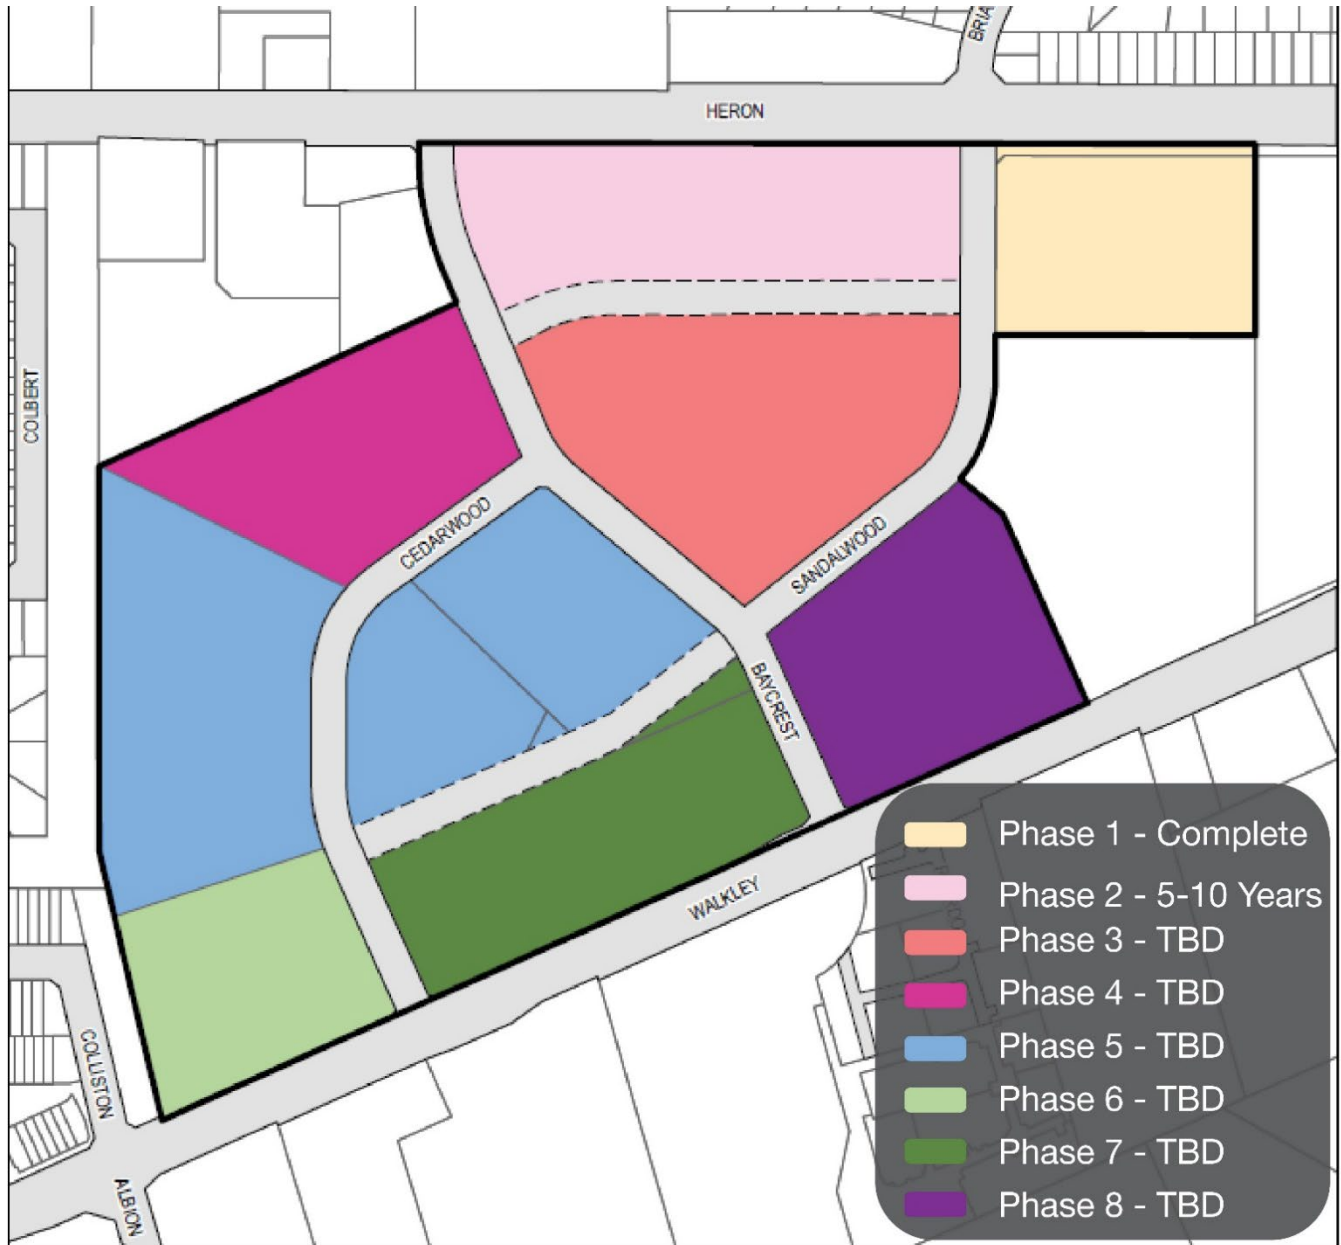 BRIA
HERON
COLBERT
CEDARWOOD
SANDALWOOD
BAYCREST
WALKLEY
COLLISTON
ALBION
Phase 1 - Complete
Phase 2 - 5-10 Years
Phase 3 - TBD
Phase 4 - TBD
Phase 5 - TBD
Phase 6 - TBD
Phase 7 - TBD
Phase 8 - TBD